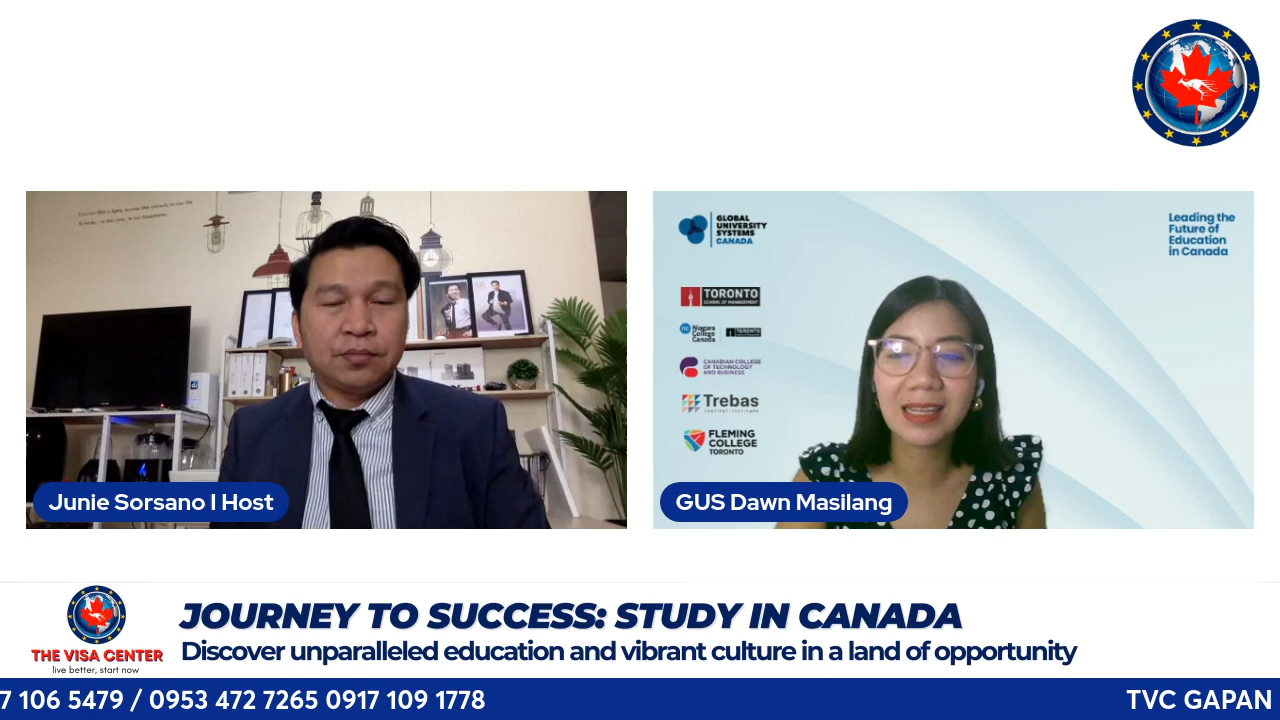 GLOBAL
UNIVERSITY
SYSTEMS
CANADA
Leading the
Future of
Education
in Canada
TORONTO
SCHOOL OF MANAGEMENT
nc Niagara
College
Canada
TORONTO
CANADIAN COLLEGE
OF TECHNOLOGY
AND BUSINESS
Trebas
institut·institute
FLEMING
COLLEGE
TORONTO
Junie Sorsano I Host
GUS Dawn Masilang
THE VISA CENTER
live better, start now
JOURNEY TO SUCCESS: STUDY IN CANADA
Discover unparalleled education and vibrant culture in a land of opportunity
7 106 5479 / 0953 472 7265 0917 109 1778
TVC GAPAN